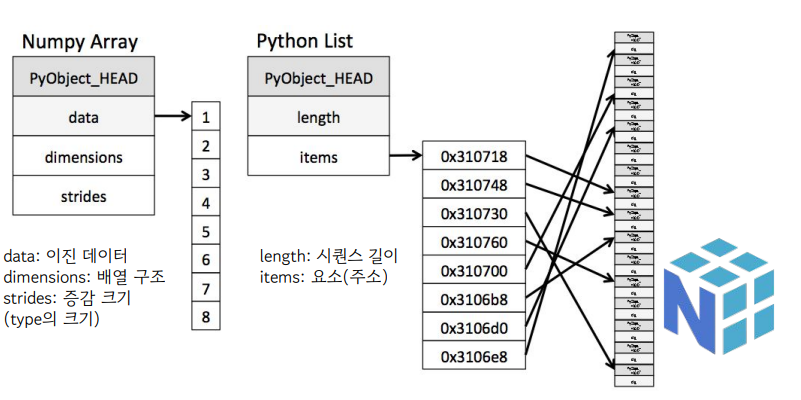 Numpy Array
PyObject_HEAD
data
dimensions
strides
1
2
3
4
5
6
7
8
data: 이진 데이터
dimensions: 배열 구조
strides: 증감 크기
(type의 크기)
Python List
PyObject_HEAD
length
items
length: 시퀀스 길이
items: 요소(주소)
0x310718
0x310748
0x310730
0x310760
0x310700
0x3106b8
0x3106d0
0x3106e8
N